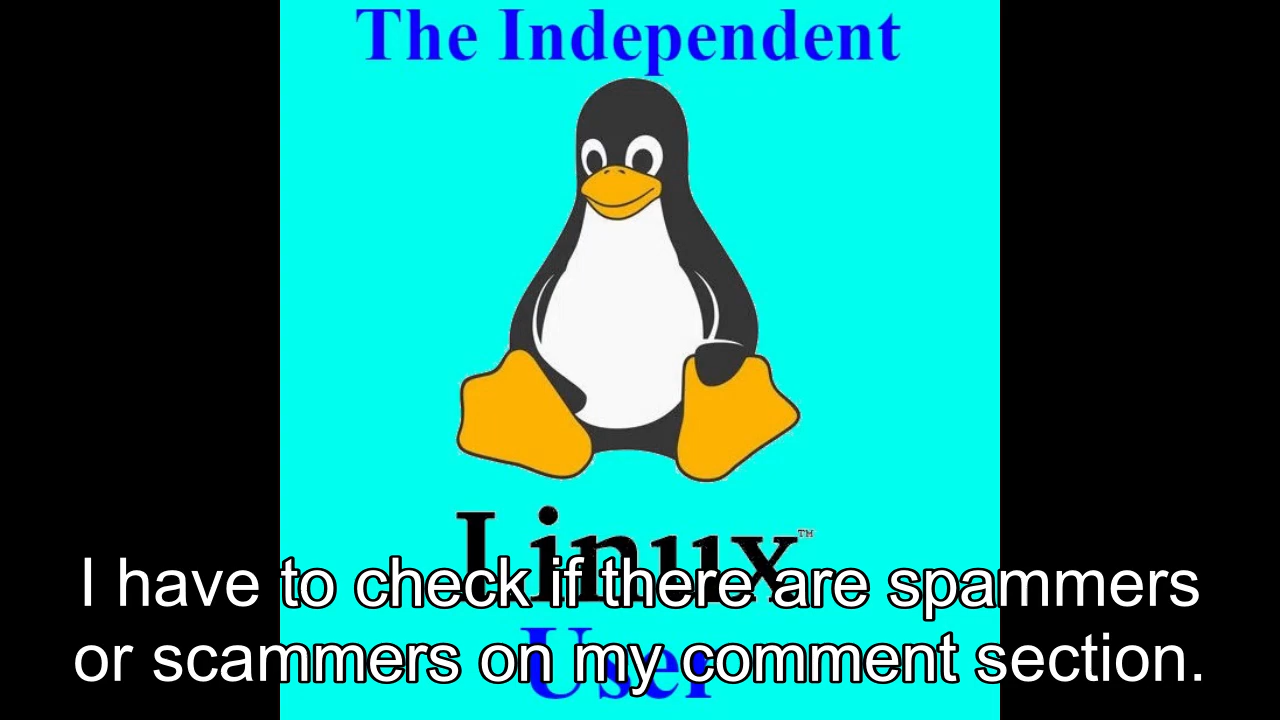 The Independent
Linux™
I have to check if there are spammers
User
or scammers on my comment section.